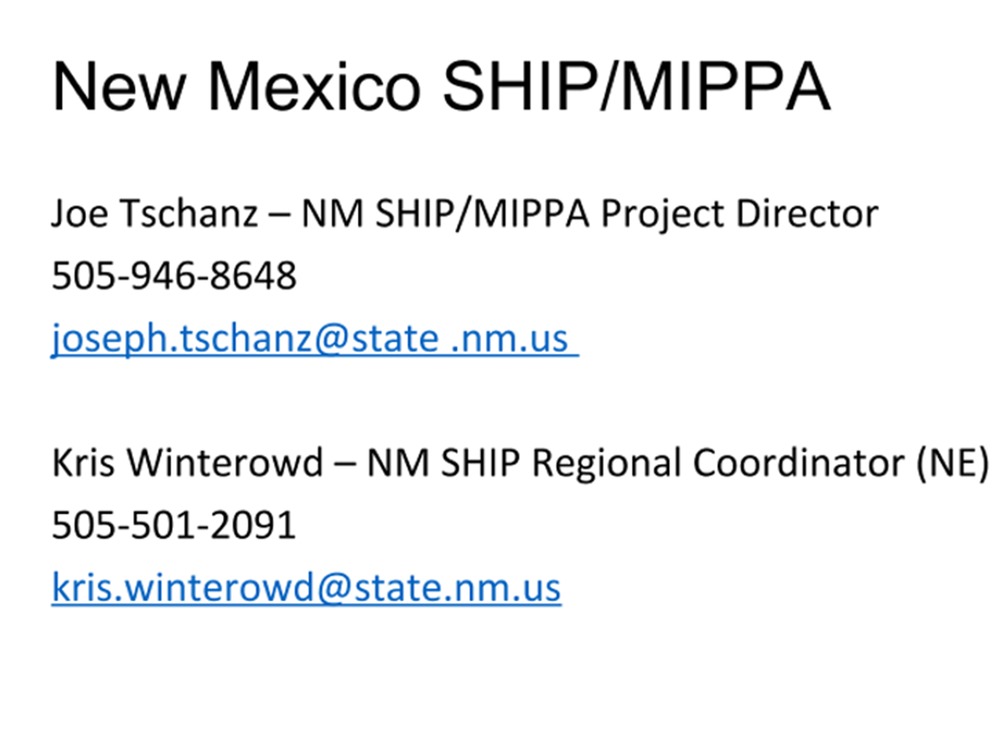 New Mexico SHIP/MIPPA
Joe Tschanz – NM SHIP/MIPPA Project Director
505-946-8648
joseph.tschanz@state .nm.us
Kris Winterowd – NM SHIP Regional Coordinator (NE)
505-501-2091
kris.winterowd@state.nm.us